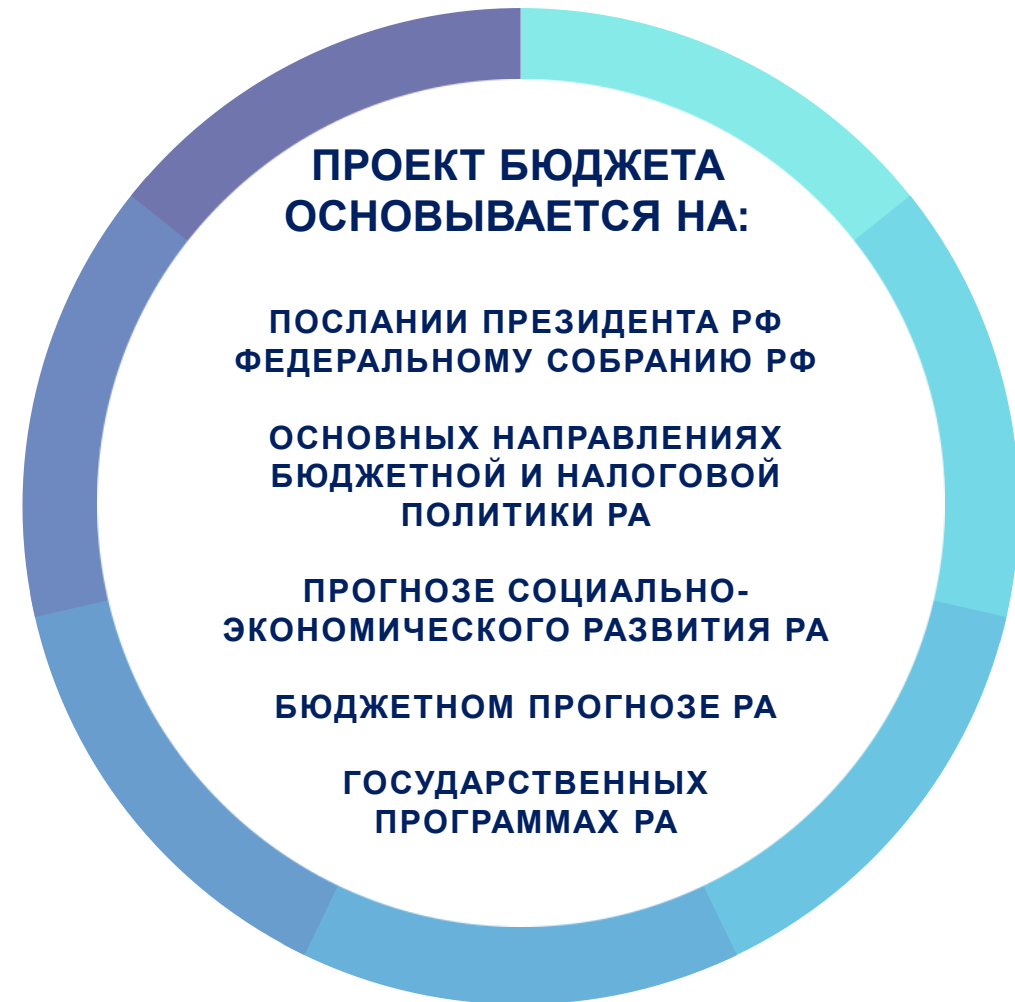 ПРОЕКТ БЮДЖЕТА
ОСНОВЫВАЕТСЯ НА:
ПОСЛАНИИ ПРЕЗИДЕНТА РФ
ФЕДЕРАЛЬНОМУ СОБРАНИЮ РФ
ОСНОВНЫХ НАПРАВЛЕНИЯХ
БЮДЖЕТНОЙ И НАЛОГОВОЙ
ПОЛИТИКИ РА
ПРОГНОЗЕ СОЦИАЛЬНО-
ЭКОНОМИЧЕСКОГО РАЗВИТИЯ РА
БЮДЖЕТНОМ ПРОГНОЗЕ РА
ГОСУДАРСТВЕННЫХ
ПРОГРАММАХ РА